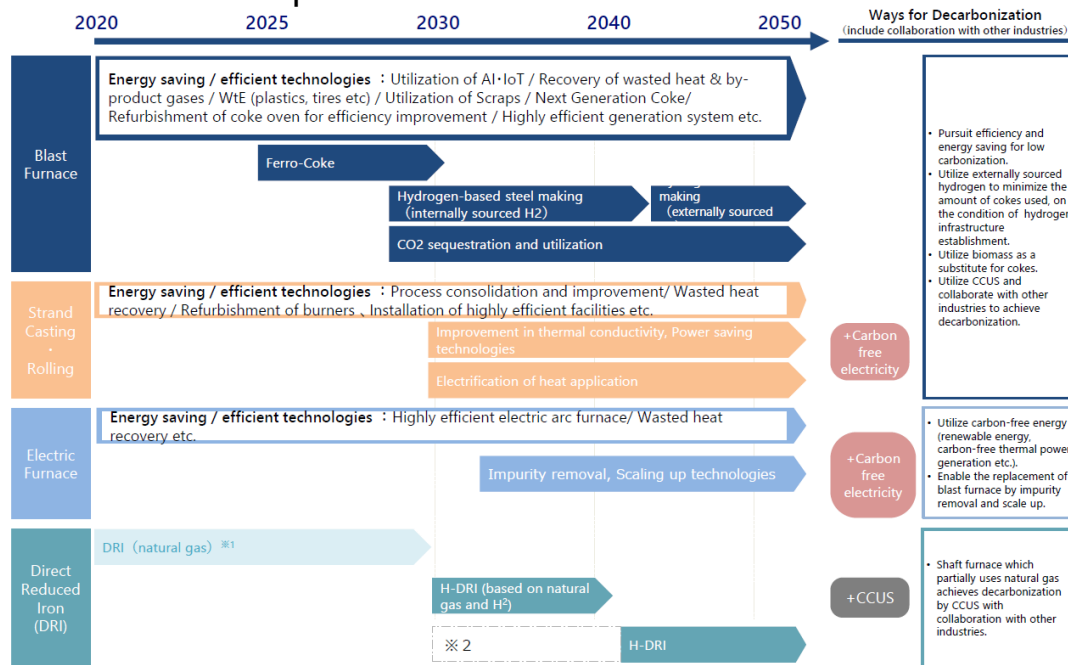 2020 2025 2030 2040 2050
Ways for Decarbonization
(include collaboration with other industries)
Blast
Furnace
Energy saving / efficient technologies ：Utilization of AI・IoT / Recovery of wasted heat & by-
product gases / WtE (plastics, tires etc) / Utilization of Scraps / Next Generation Coke/
Refurbishment of coke oven for efficiency improvement / Highly efficient generation system etc.
Ferro-Coke
Hydrogen-based steel making
（internally sourced H2）
making
（externally sourced
CO2 sequestration and utilization
• Pursuit efficiency and
energy saving for low
carbonization.
• Utilize externally sourced
hydrogen to minimize the
amount of cokes used, on
the condition of hydrogen
infrastructure
establishment.
• Utilize biomass as a
substitute for cokes.
• Utilize CCUS and
collaborate with other
industries to achieve
decarbonization.
Strand
Casting
・
Rolling
Energy saving / efficient technologies ：Process consolidation and improvement/ Wasted heat
recovery / Refurbishment of burners 、Installation of highly efficient facilities etc.
Improvement in thermal conductivity, Power saving
technologies
Electrification of heat application
+Carbon
free
electricity
Electric
Furnace
Energy saving / efficient technologies ：Highly efficient electric arc furnace/ Wasted heat
recovery etc.
Impurity removal, Scaling up technologies
+Carbon
free
electricity
• Utilize carbon-free energy
(renewable energy,
carbon-free thermal power
generation etc.).
• Enable the replacement of
blast furnace by impurity
removal and scale up.
Direct
Reduced
Iron
(DRI)
DRI（natural gas）※1
H-DRI (based on natural
gas and H²)
※２
H-DRI
+CCUS
• Shaft furnace which
partially uses natural gas
achieves decarbonization
by CCUS with
collaboration with other
industries.